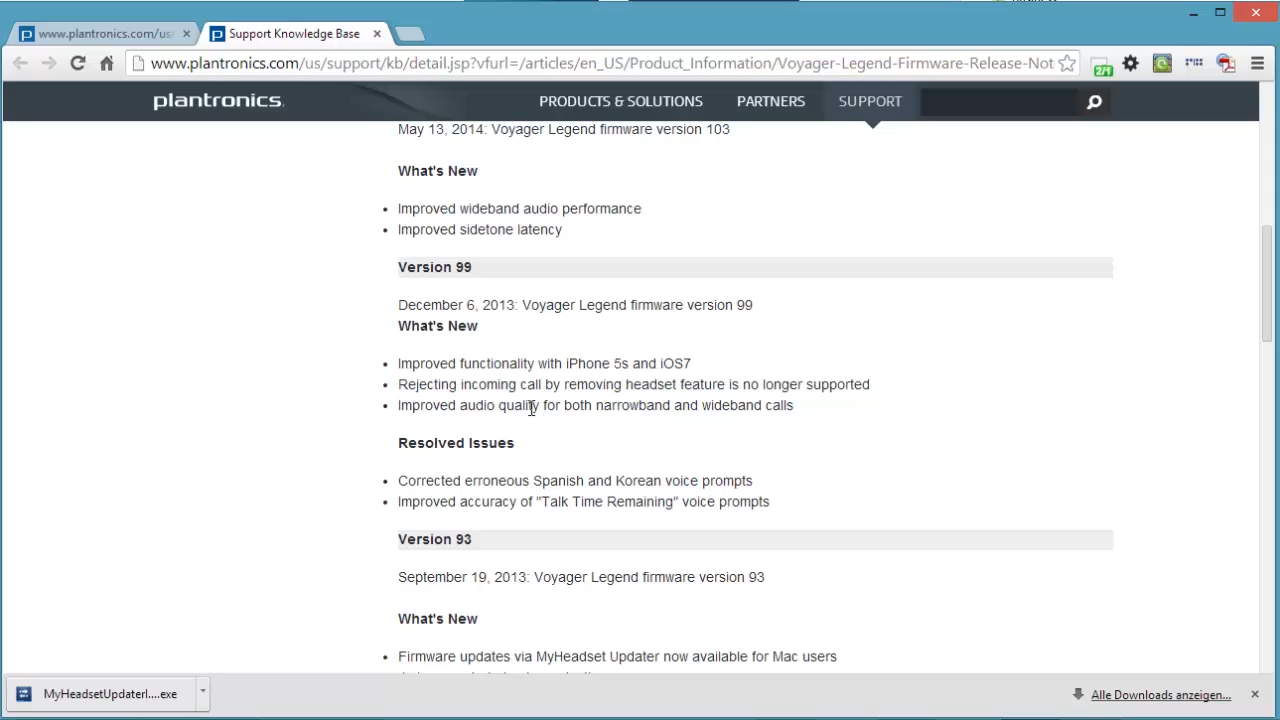 www.plantronics.com/us/
Support Knowledge Base
www.plantronics.com/us/support/kb/detail.jsp?vfurl=/articles/en_US/Product_Information/Voyager-Legend-Firmware-Release-Not
2/1
plantronics.
PRODUCTS & SOLUTIONS
PARTNERS
SUPPORT
May 13, 2014: Voyager Legend firmware version 103
What's New
• Improved wideband audio performance
• Improved sidetone latency
Version 99
December 6, 2013: Voyager Legend firmware version 99
What's New
• Improved functionality with iPhone 5s and iOS7
• Rejecting incoming call by removing headset feature is no longer supported
• Improved audio quality for both narrowband and wideband calls
Resolved Issues
• Corrected erroneous Spanish and Korean voice prompts
• Improved accuracy of "Talk Time Remaining" voice prompts
Version 93
September 19, 2013: Voyager Legend firmware version 93
What's New
• Firmware updates via MyHeadset Updater now available for Mac users
MyHeadsetUpdaterI....exe
Alle Downloads anzeigen...